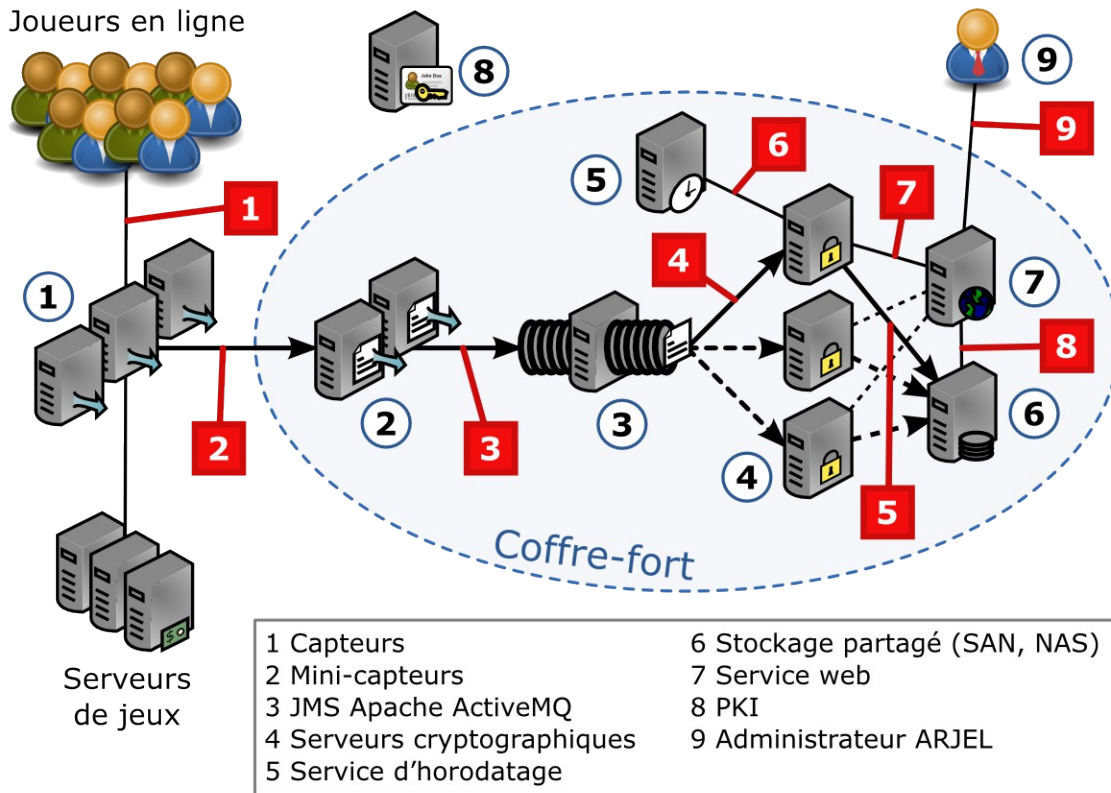 Joueurs en ligne
8
9
9
6
5
7
1
4
1
7
8
2
3
6
4
2
3
5
Coffre-fort
Serveurs
de jeux
1 Capteurs
2 Mini-capteurs
3 JMS Apache ActiveMQ
4 Serveurs cryptographiques
5 Service d’horodatage
6 Stockage partagé (SAN, NAS)
7 Service web
8 PKI
9 Administrateur ARJEL
John Doe
$